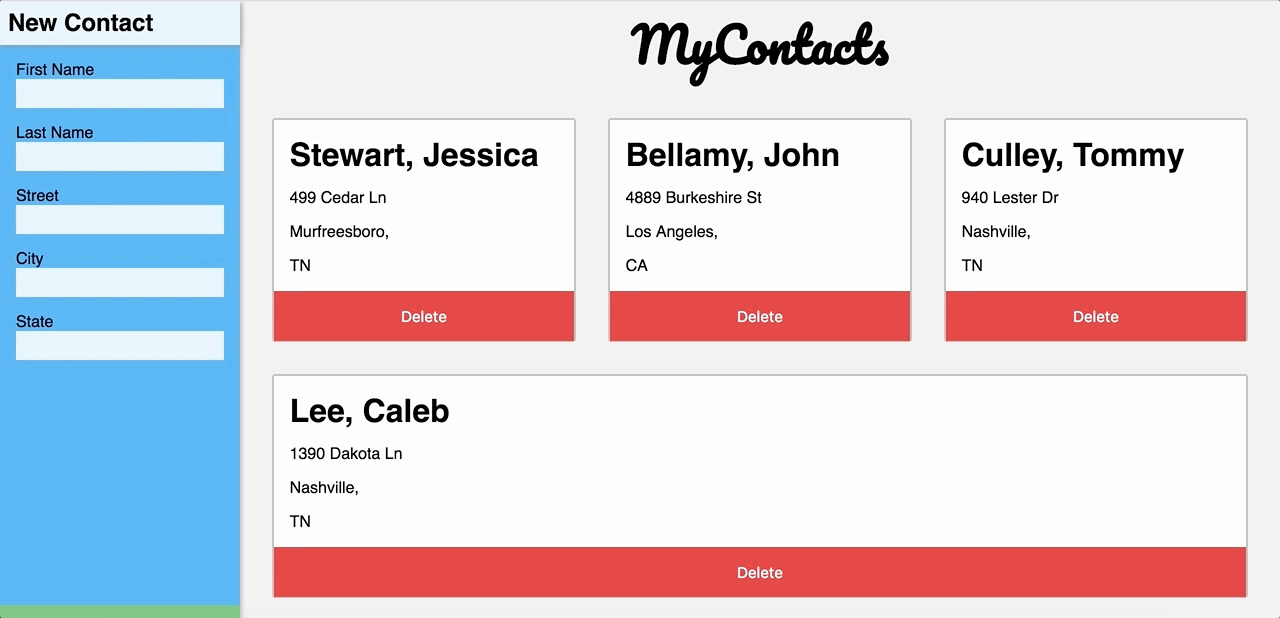 New Contact
First Name
Last Name
Street
City
State
MyContacts
Stewart, Jessica
499 Cedar Ln
Murfreesboro,
TN
Delete
Bellamy, John
4889 Burkeshire St
Los Angeles,
CA
Delete
Culley, Tommy
940 Lester Dr
Nashville,
TN
Delete
Lee, Caleb
1390 Dakota Ln
Nashville,
TN
Delete